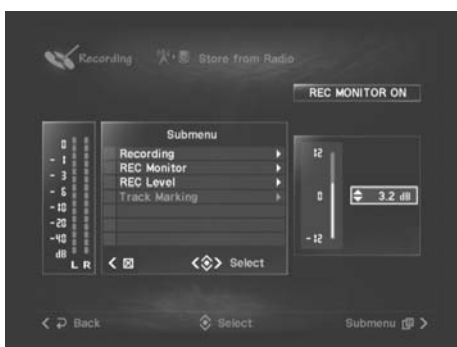 Recording Store from Radio
REC MONITOR ON
Submenu
Recording
REC Monitor
REC Level
Track Marking
Select
0
- 1
- 3
- 6
-10
-20
-40
dB
L R
12
0
-12
3.2 dB
Back
Select
Submenu